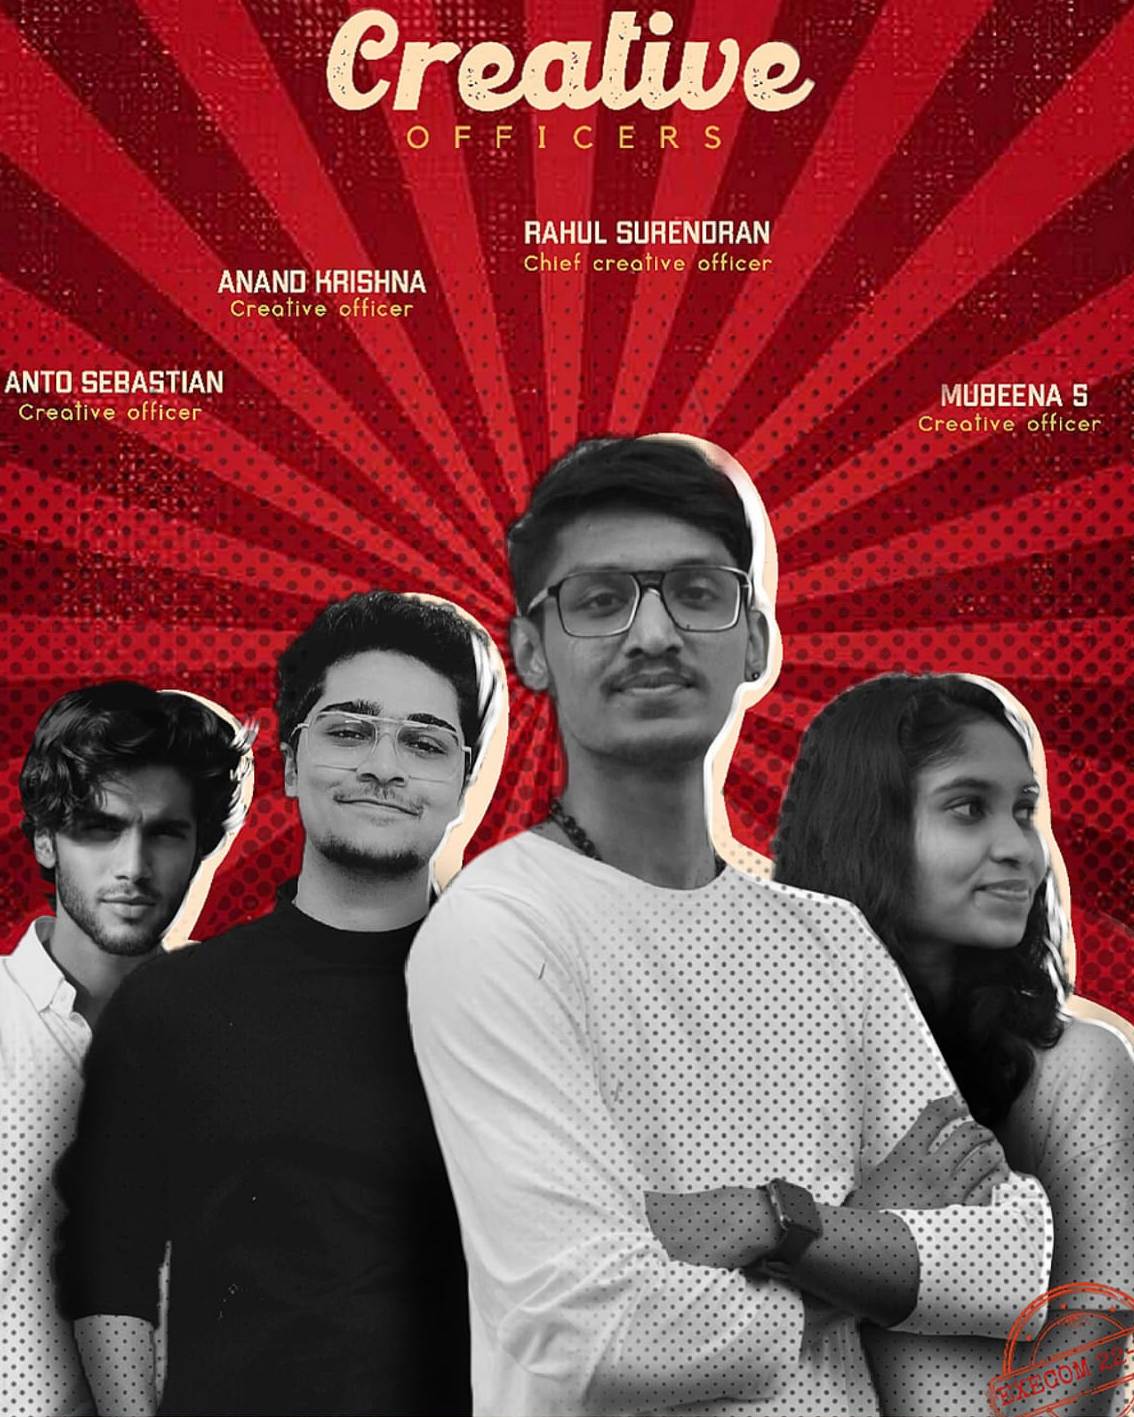 Creative
OFFICERS
RAHUL SURENDRAN
Chief creative officer
ANAND KRISHNA
Creative officer
ANTO SEBASTIAN
Creative officer
MUBEENA S
Creative officer
EXECOM 22